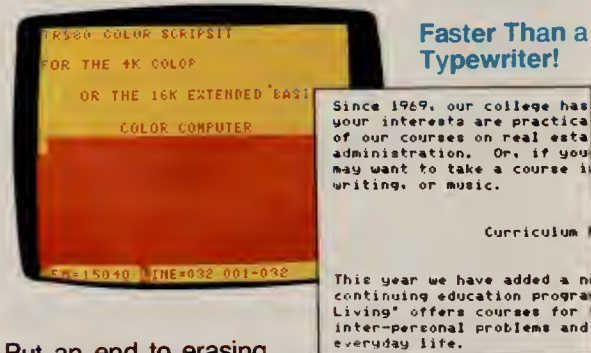 TRS80 COLOR SCRIPSIT
FOR THE 4K COLOR
OR THE 16K EXTENDED BASI
COLOR COMPUTER
LINE=032 001-032
Faster Than a
Typewriter!
Since 1969, our college has
your interests are practica
of our courses on real esta
administration. Or, if you
may want to take a course i
writing, or music.
Curriculum
This year we have added a n
continuing education progra
Living" offers courses for
inter-personal problems and
everyday life.
Put an end to erasing